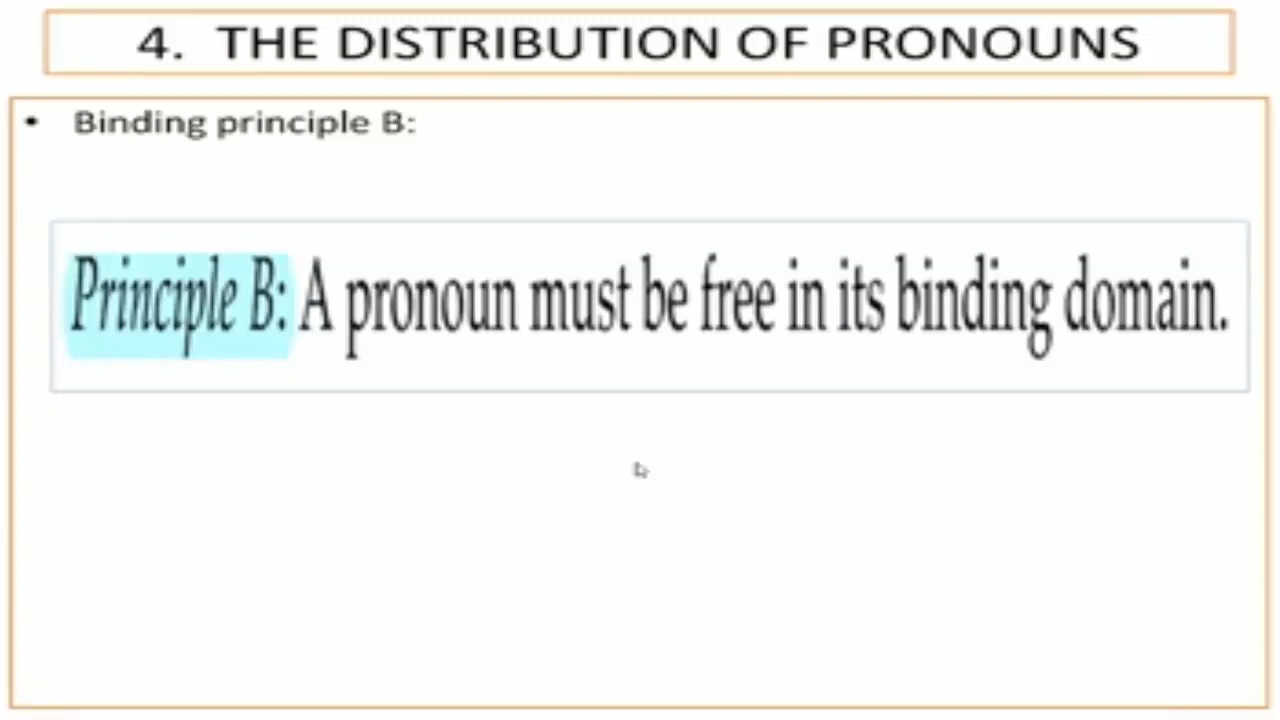 4. THE DISTRIBUTION OF PRONOUNS
• Binding principle B:
Principle B: A pronoun must be free in its binding domain.